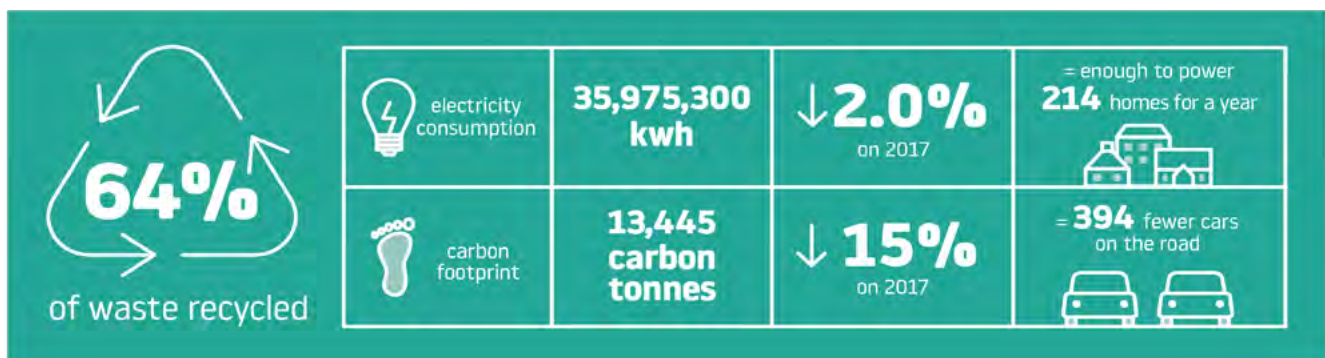 64%
of waste recycled
electricity
consumption
35,975,300
kwh
↓2.0%
on 2017
= enough to power
214 homes for a year
carbon
footprint
13,445
carbon
tonnes
↓ 15%
on 2017
= 394 fewer cars
on the road